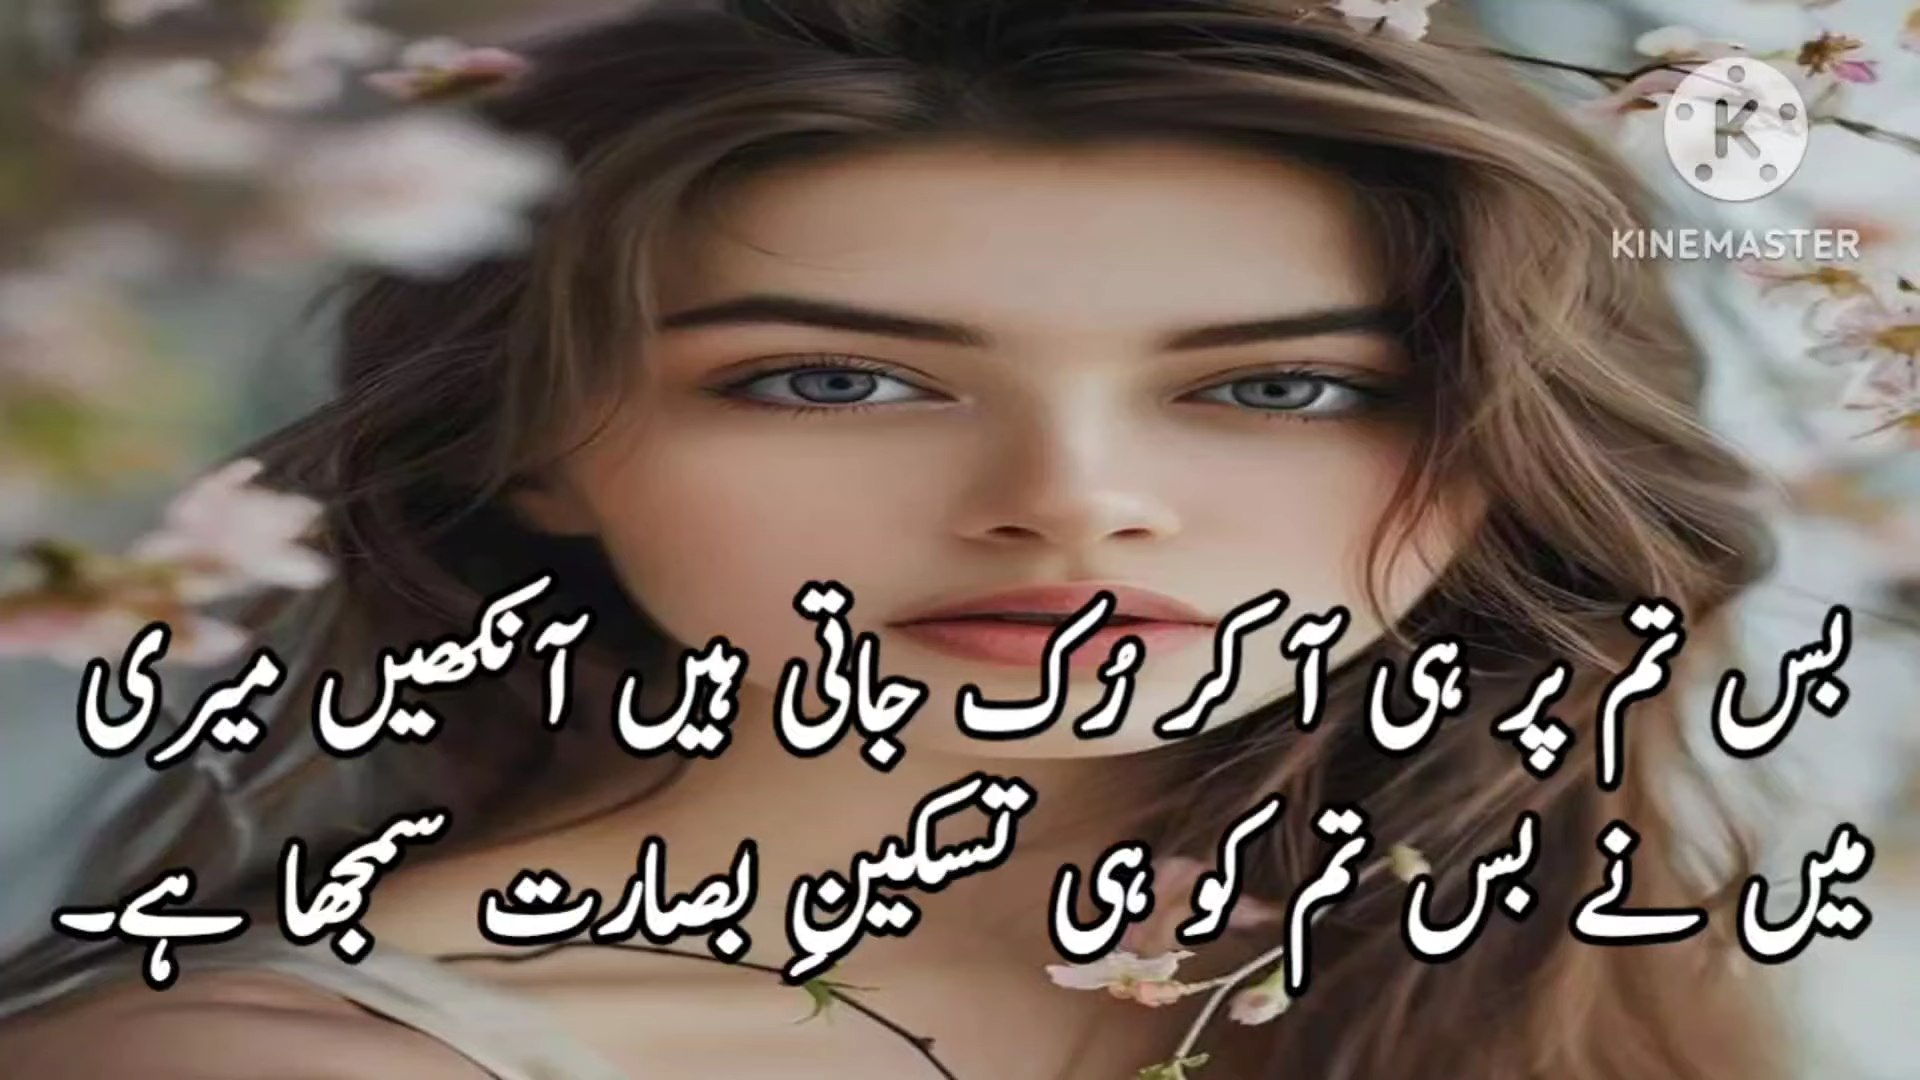 KINEMASTER
بس تم پر ہی آ کر رُک جاتی ہیں آنکھیں میری
میں نے بس تم کو ہی تسکینِ بصارت سمجھا ہے۔